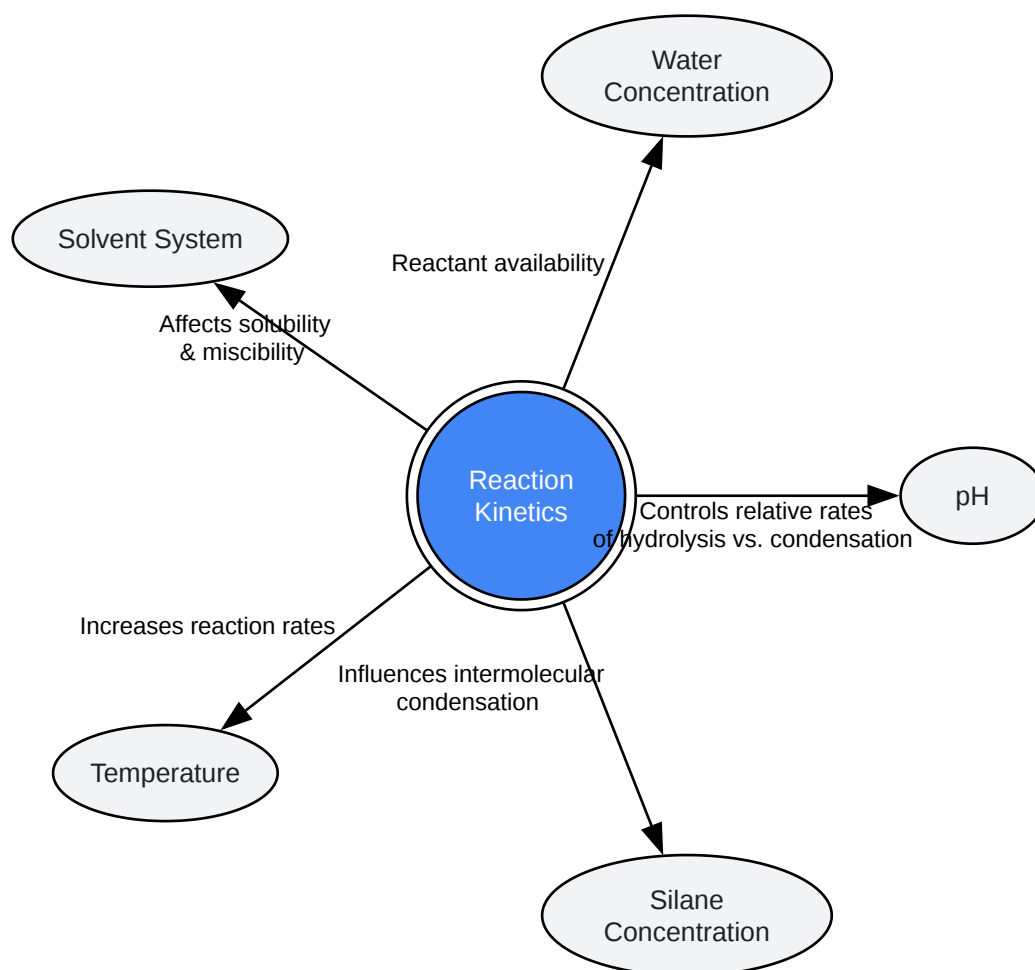 Water
Concentration
Solvent System
Reactant availability
Affects solubility
& miscibility
Reaction
Kinetics
pH
Controls relative rates
of hydrolysis vs. condensation
Increases reaction rates
Influences intermolecular
condensation
Temperature
Silane
Concentration